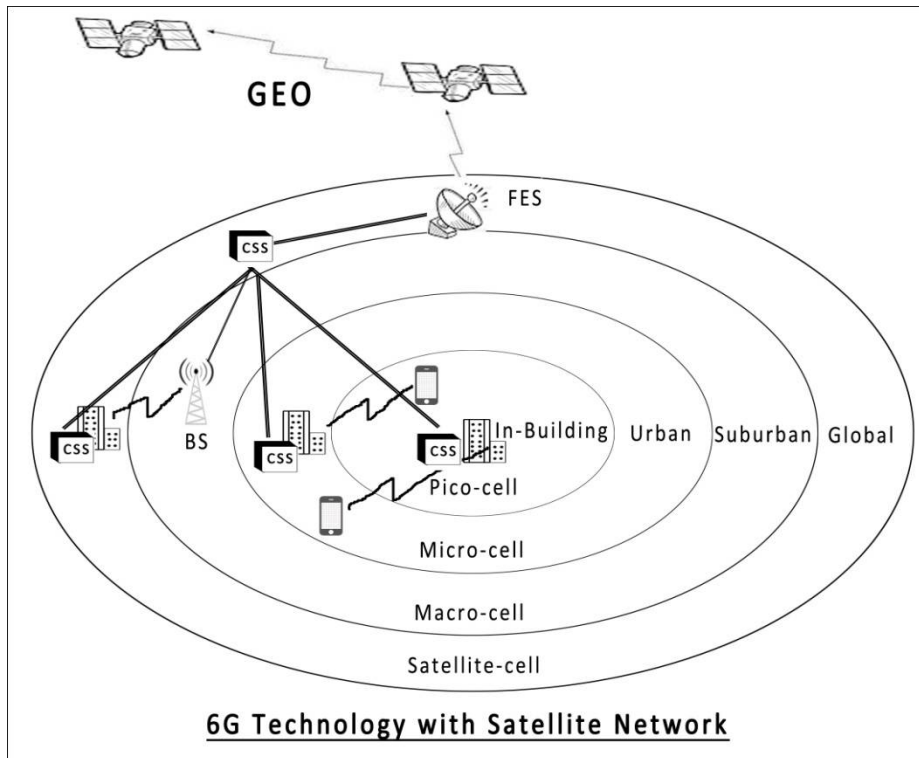 GEO
FES
CSS
BS
CSS
CSS
CSS
In-Building
Urban
Suburban
Global
Pico-cell
Micro-cell
Macro-cell
Satellite-cell
6G Technology with Satellite Network